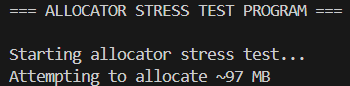 === ALLOCATOR STRESS TEST PROGRAM ===
Starting allocator stress test...
Attempting to allocate ~97 MB